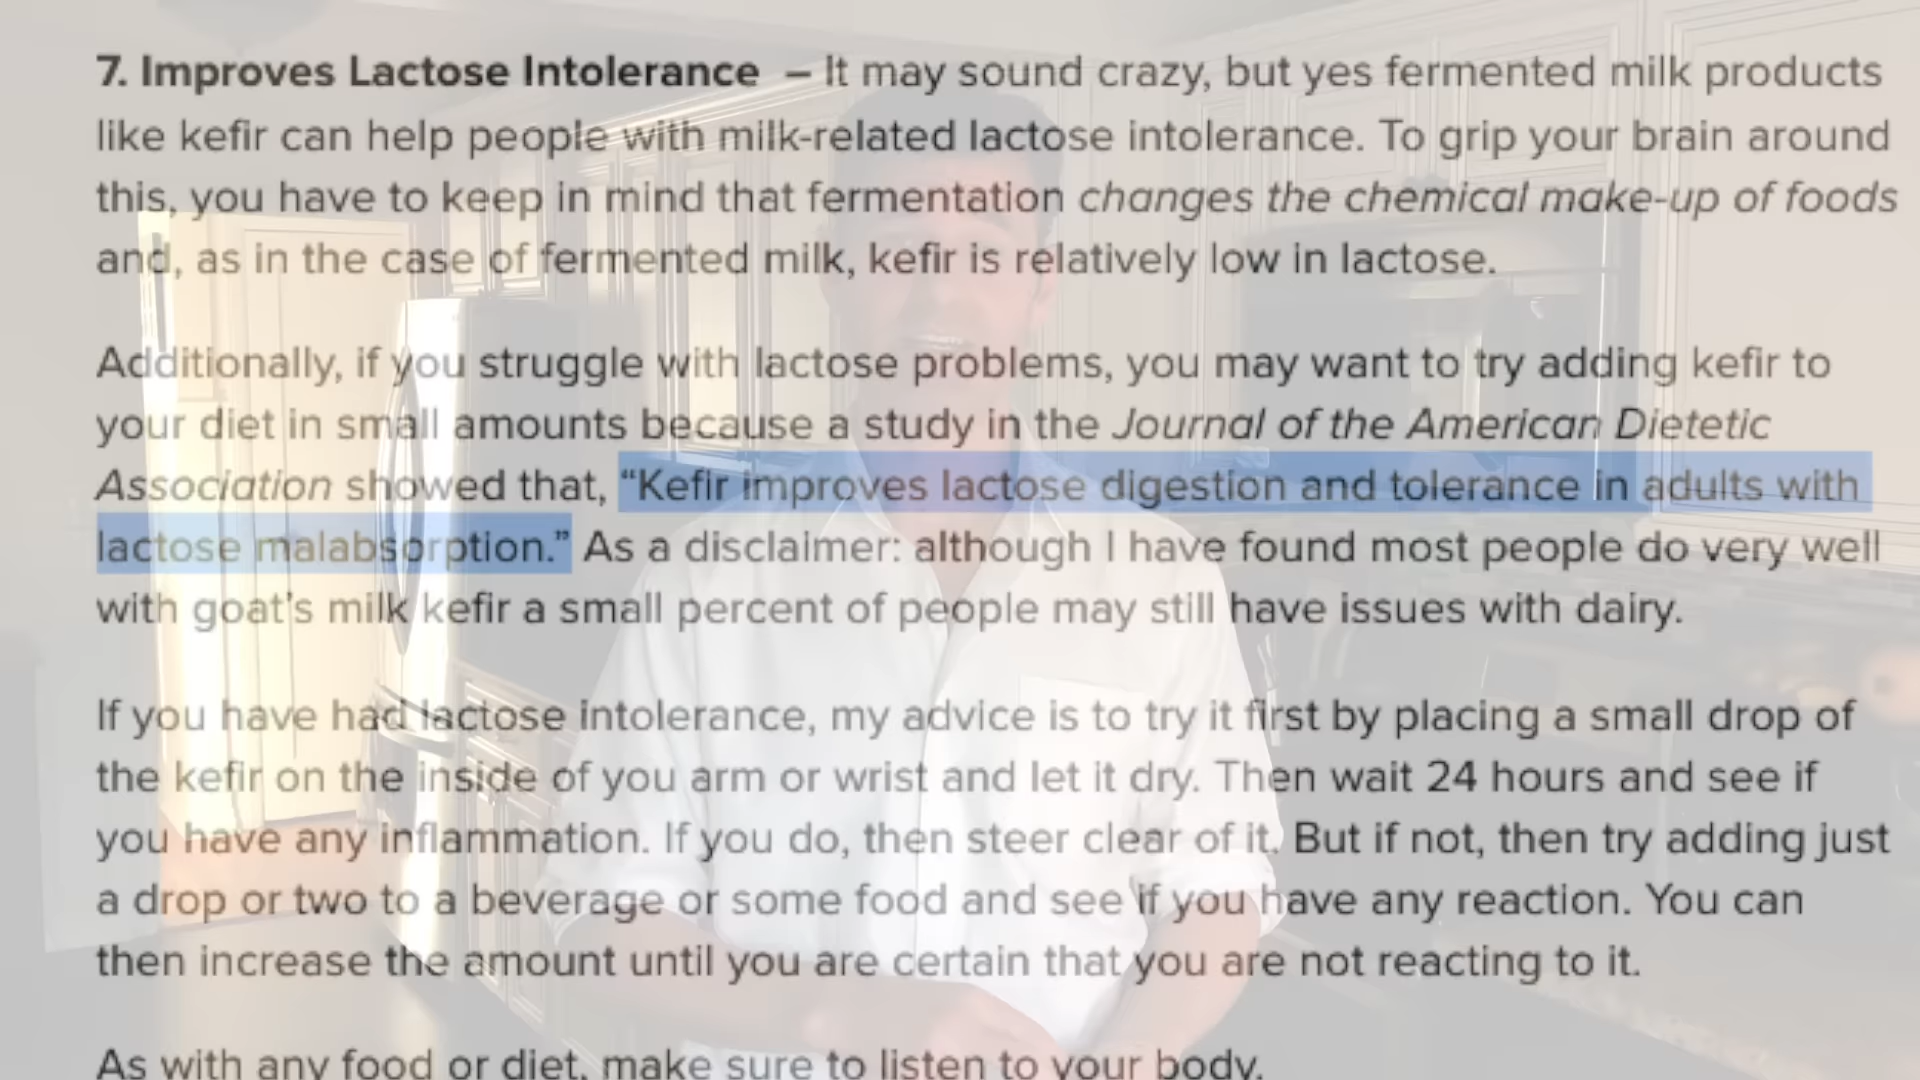 7. Improves Lactose Intolerance – It may sound crazy, but yes fermented milk products
like kefir can help people with milk-related lactose intolerance. To grip your brain around
this, you have to keep in mind that fermentation changes the chemical make-up of foods
and, as in the case of fermented milk, kefir is relatively low in lactose.
Additionally, if you struggle with lactose problems, you may want to try adding kefir to
your diet in small amounts because a study in the Journal of the American Dietetic
Association showed that, “Kefir improves lactose digestion and tolerance in adults with
lactose malabsorption.” As a disclaimer: although I have found most people do very well
with goat's milk kefir a small percent of people may still have issues with dairy.
If you have had lactose intolerance, my advice is to try it first by placing a small drop of
the kefir on the inside of you arm or wrist and let it dry. Then wait 24 hours and see if
you have any inflammation. If you do, then steer clear of it. But if not, then try adding just
a drop or two to a beverage or some food and see if you have any reaction. You can
then increase the amount until you are certain that you are not reacting to it.
As with any food or diet, make sure to listen to your body.